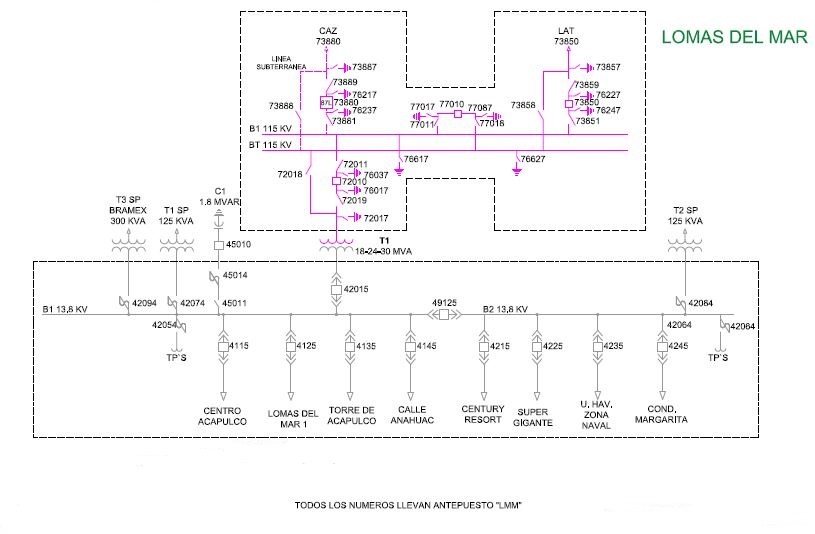 CAZ
73880
LAT
73850
LOMAS DEL MAR
LINEA
SUBTERRANEA
73887
73857
73889
76217
87L
73880
76237
73881
73888
77017
77010
77087
77011
77018
73858
73859
76227
73850
76247
73851
B1 115 KV
BT 115 KV
72018
72011
76037
72010
76017
72019
72017
76617
76627
T3 SP
BRAMEX
300 KVA
T1 SP
125 KVA
C1
1.8 MVAR
T2 SP
125 KVA
45010
T1
18-24-30 MVA
45014
42015
42094
42074
45011
49125
42084
B1 13,8 KV
B2 13,8 KV
42054
42064
42064
TP`S
TP`S
4115
4125
4135
4145
4215
4225
4235
4245
CENTRO
ACAPULCO
LOMAS DEL
MAR 1
TORRE DE
ACAPULCO
CALLE
ANAHUAC
CENTURY
RESORT
SUPER
GIGANTE
U, HAV,
ZONA
NAVAL
COND,
MARGARITA
TODOS LOS NUMEROS LLEVAN ANTEPUESTO "LMM"